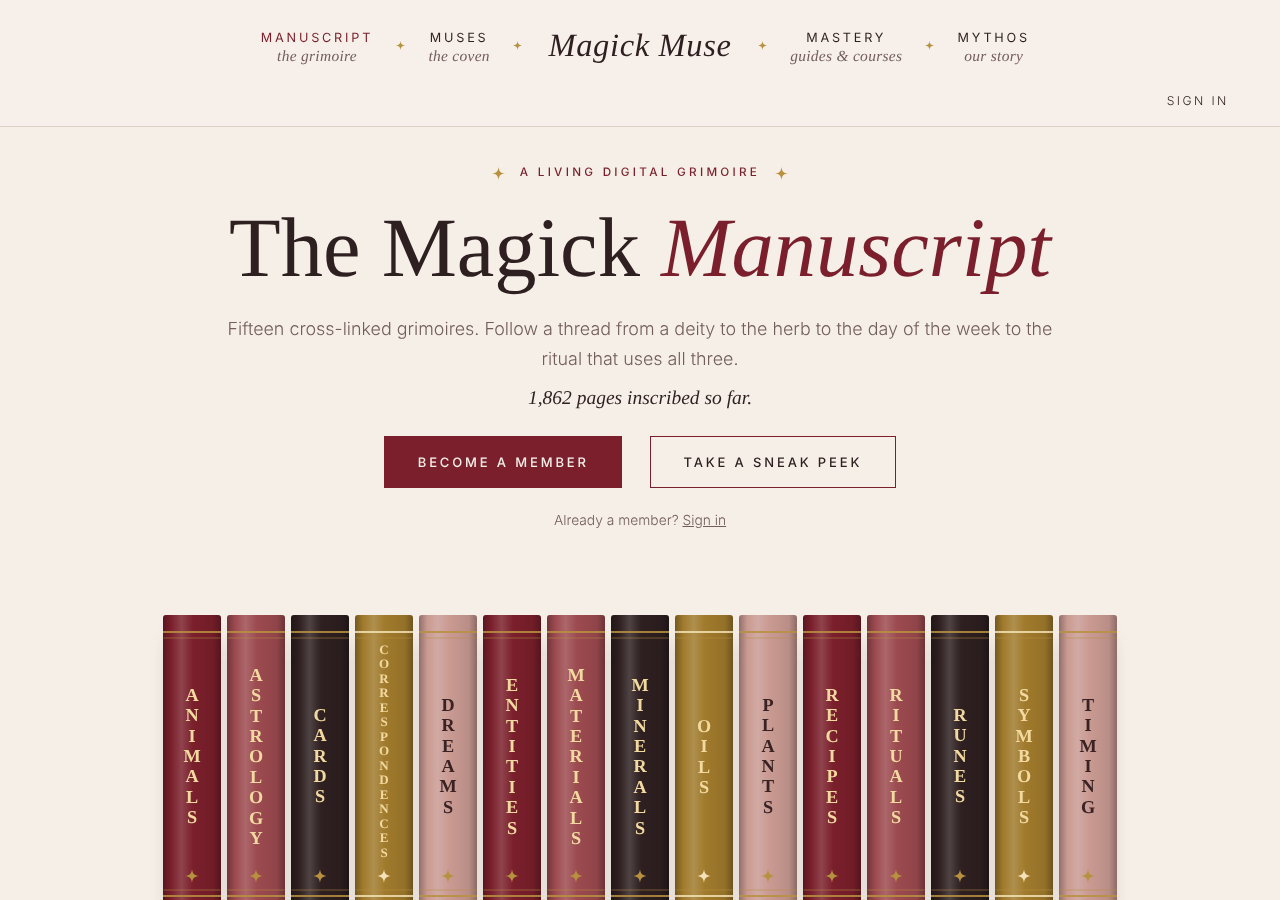 MANUSCRIPT
the grimoire
MUSES
the coven
Magick Muse
MASTERY
guides & courses
MYTHOS
our story
SIGN IN
A LIVING DIGITAL GRIMOIRE
The Magick Manuscript
Fifteen cross-linked grimoires. Follow a thread from a deity to the herb to the day of the week to the
ritual that uses all three.
1,862 pages inscribed so far.
BECOME A MEMBER
TAKE A SNEAK PEEK
Already a member? Sign in
ANIMALS
ASTROLOGY
CARDS
CORRESPONDENCES
DREAMS
ENTITIES
MATERIALS
MINERALS
OILS
PLANTS
RECIPES
RITUALS
RUNES
SYMBOLS
TIMING